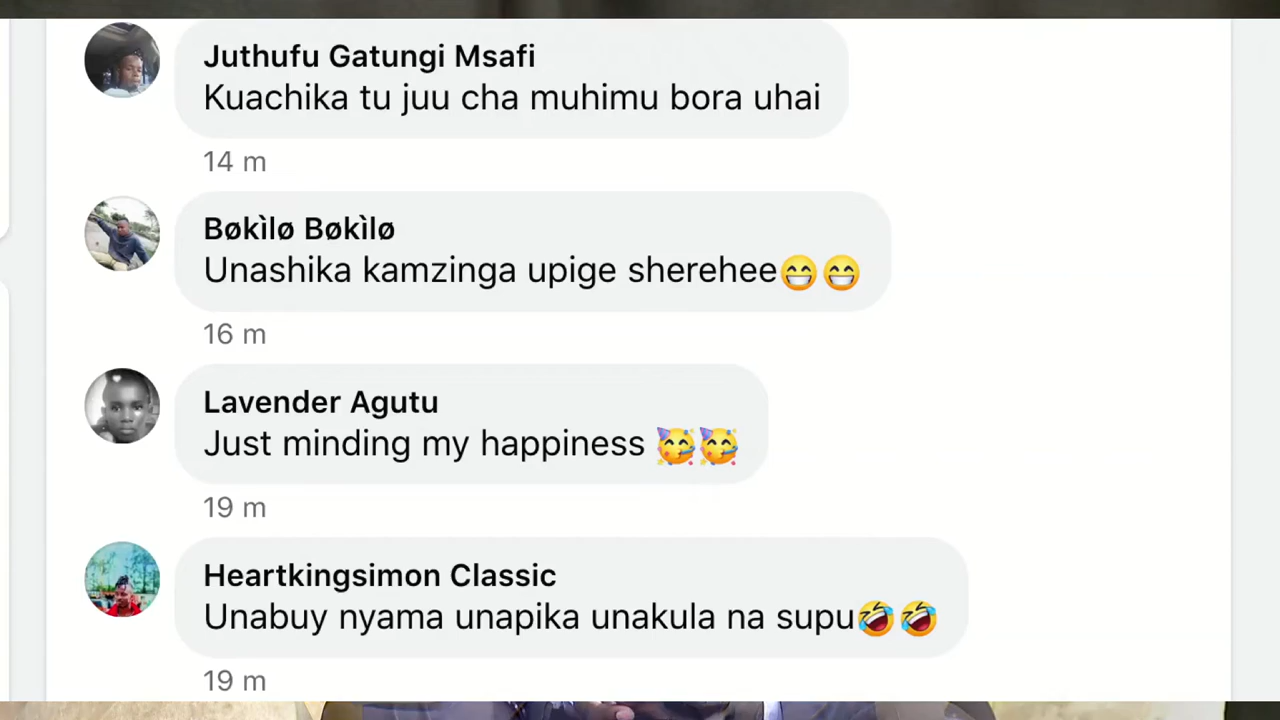 Juthufu Gatungi Msafi
Kuachika tu juu cha muhimu bora uhai
14 m
Bøkìlø Bøkìlø
Unashika kamzinga upige sherehee😁😁
16 m
Lavender Agutu
Just minding my happiness 🥳🥳
19 m
Heartkingsimon Classic
Unabuy nyama unapika unakula na supu🤣🤣
19 m